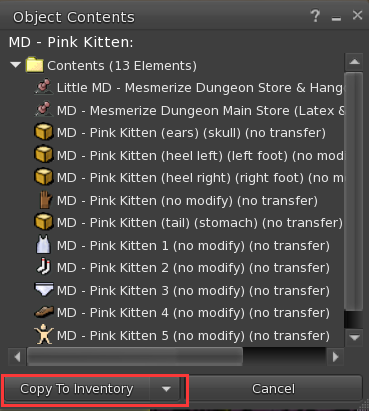 Object Contents
MD - Pink Kitten:
Contents (13 Elements)
Little MD - Mesmerize Dungeon Store & Hang
MD - Mesmerize Dungeon Main Store (Latex &
MD - Pink Kitten (ears) (skull) (no transfer)
MD - Pink Kitten (heel left) (left foot) (no mod
MD - Pink Kitten (heel right) (right foot) (no m
MD - Pink Kitten (no modify) (no transfer)
MD - Pink Kitten (tail) (stomach) (no transfer)
MD - Pink Kitten 1 (no modify) (no transfer)
MD - Pink Kitten 2 (no modify) (no transfer)
MD - Pink Kitten 3 (no modify) (no transfer)
MD - Pink Kitten 4 (no modify) (no transfer)
MD - Pink Kitten 5 (no modify) (no transfer)
Copy To Inventory
Cancel